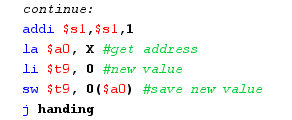 continue:
addi $s1,$s1,1
la $a0, X #get address
li $t9, 0 #new value
sw $t9, 0($a0) #save new value
j handing